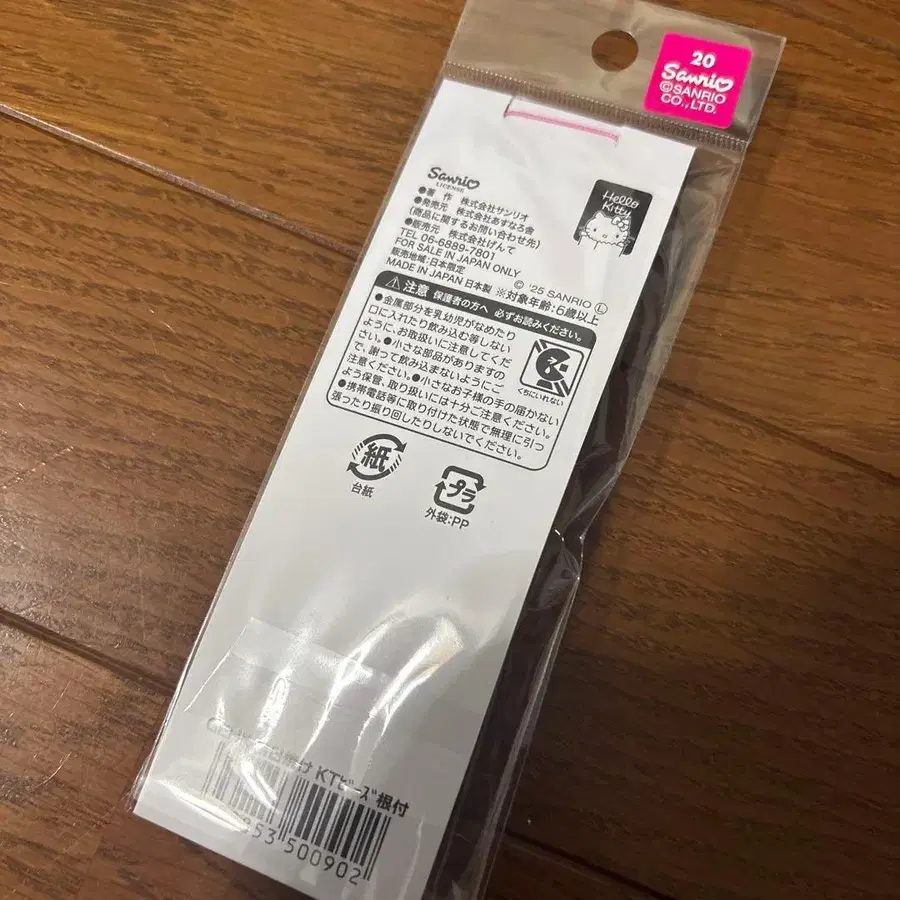 20
Sanrio
©SANRIO
CO.,LTD.
Sanrio
LICENSE
Hello
Kitty
●著 作 株式会社サンリオ
●発売元 株式会社あすなろ舎
(商品に関するお問い合わせ先)
●販売元 株式会社げんて
TEL 06-6889-7801
FOR SALE IN JAPAN ONLY
販売地域:日本限定
MADE IN JAPAN 日本製
© '25 SANRIO Ⓛ
※対象年齢:6歳以上
注意 保護者の方へ 必ずお読みください。
●金属部分を乳幼児がなめたり
口に入れたり飲み込む等しない
ように、お取扱いに注意してくだ
さい。●小さな部品がありますの
で、謝って飲み込まないようにご
注意ください。●小さなお子様の手の届かない
よう保管、取り扱いには十分ご注意ください。
●携帯電話等に取り付けた状態で無理に引っ
張ったり振り回したりしないでください。
くちにいれない
紙
台紙
プラ
外袋:PP
KTビーズ根付
953 500902